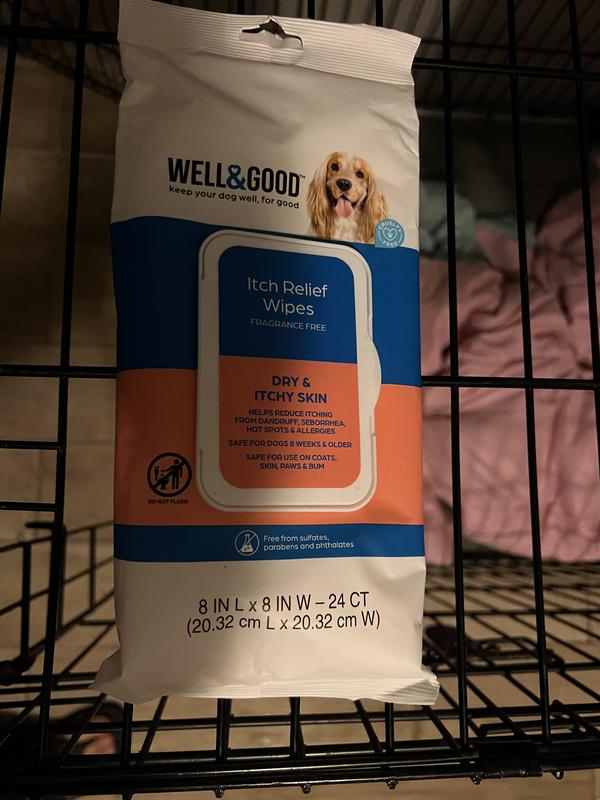 WELL&GOOD™
keep your dog well, for good
CRUELTY
FREE
Itch Relief
Wipes
FRAGRANCE FREE
DRY &
ITCHY SKIN
HELPS REDUCE ITCHING
FROM DANDRUFF, SEBORRHEA,
HOT SPOTS & ALLERGIES
SAFE FOR DOGS 8 WEEKS & OLDER
SAFE FOR USE ON COATS,
SKIN, PAWS & BUM
DO NOT FLUSH
Free from sulfates,
parabens and phthalates
8 IN L x 8 IN W – 24 CT
(20.32 cm L x 20.32 cm W)